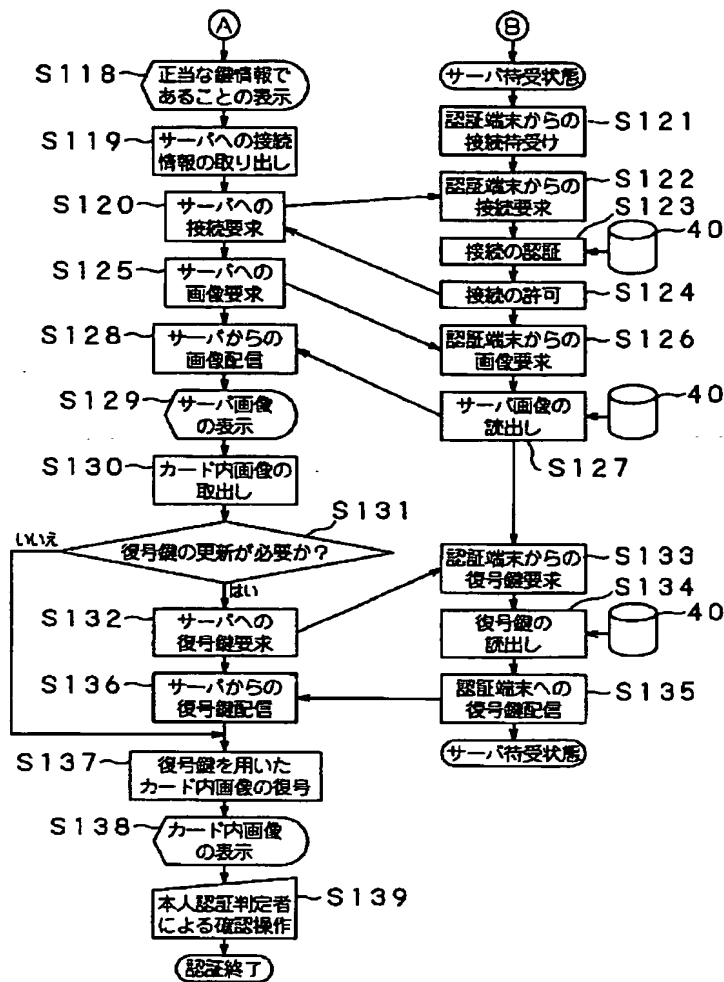 A
B
S118
正当な鍵情報で
あることの表示
サーバ待受状態
S119
サーバへの接続
情報の取り出し
認証端末からの
接続待受け
S121
S120
サーバへの
接続要求
認証端末からの
接続要求
S122
S123
40
接続の認証
S125
サーバへの
画像要求
接続の許可
S124
S128
サーバからの
画像配信
認証端末からの
画像要求
S126
S129
サーバ画像
の表示
サーバ画像の
読出し
40
S127
S130
カード内画像の
取出し
S131
いいえ
復号鍵の更新が必要か?
はい
認証端末からの
復号鍵要求
S133
S134
S132
サーバへの
復号鍵要求
復号鍵の
読出し
40
S136
サーバからの
復号鍵配信
認証端末への
復号鍵配信
S135
サーバ待受状態
S137
復号鍵を用いた
カード内画像の復号
S138
カード内画像
の表示
本人認証判定者
による確認操作
S139
認証終了